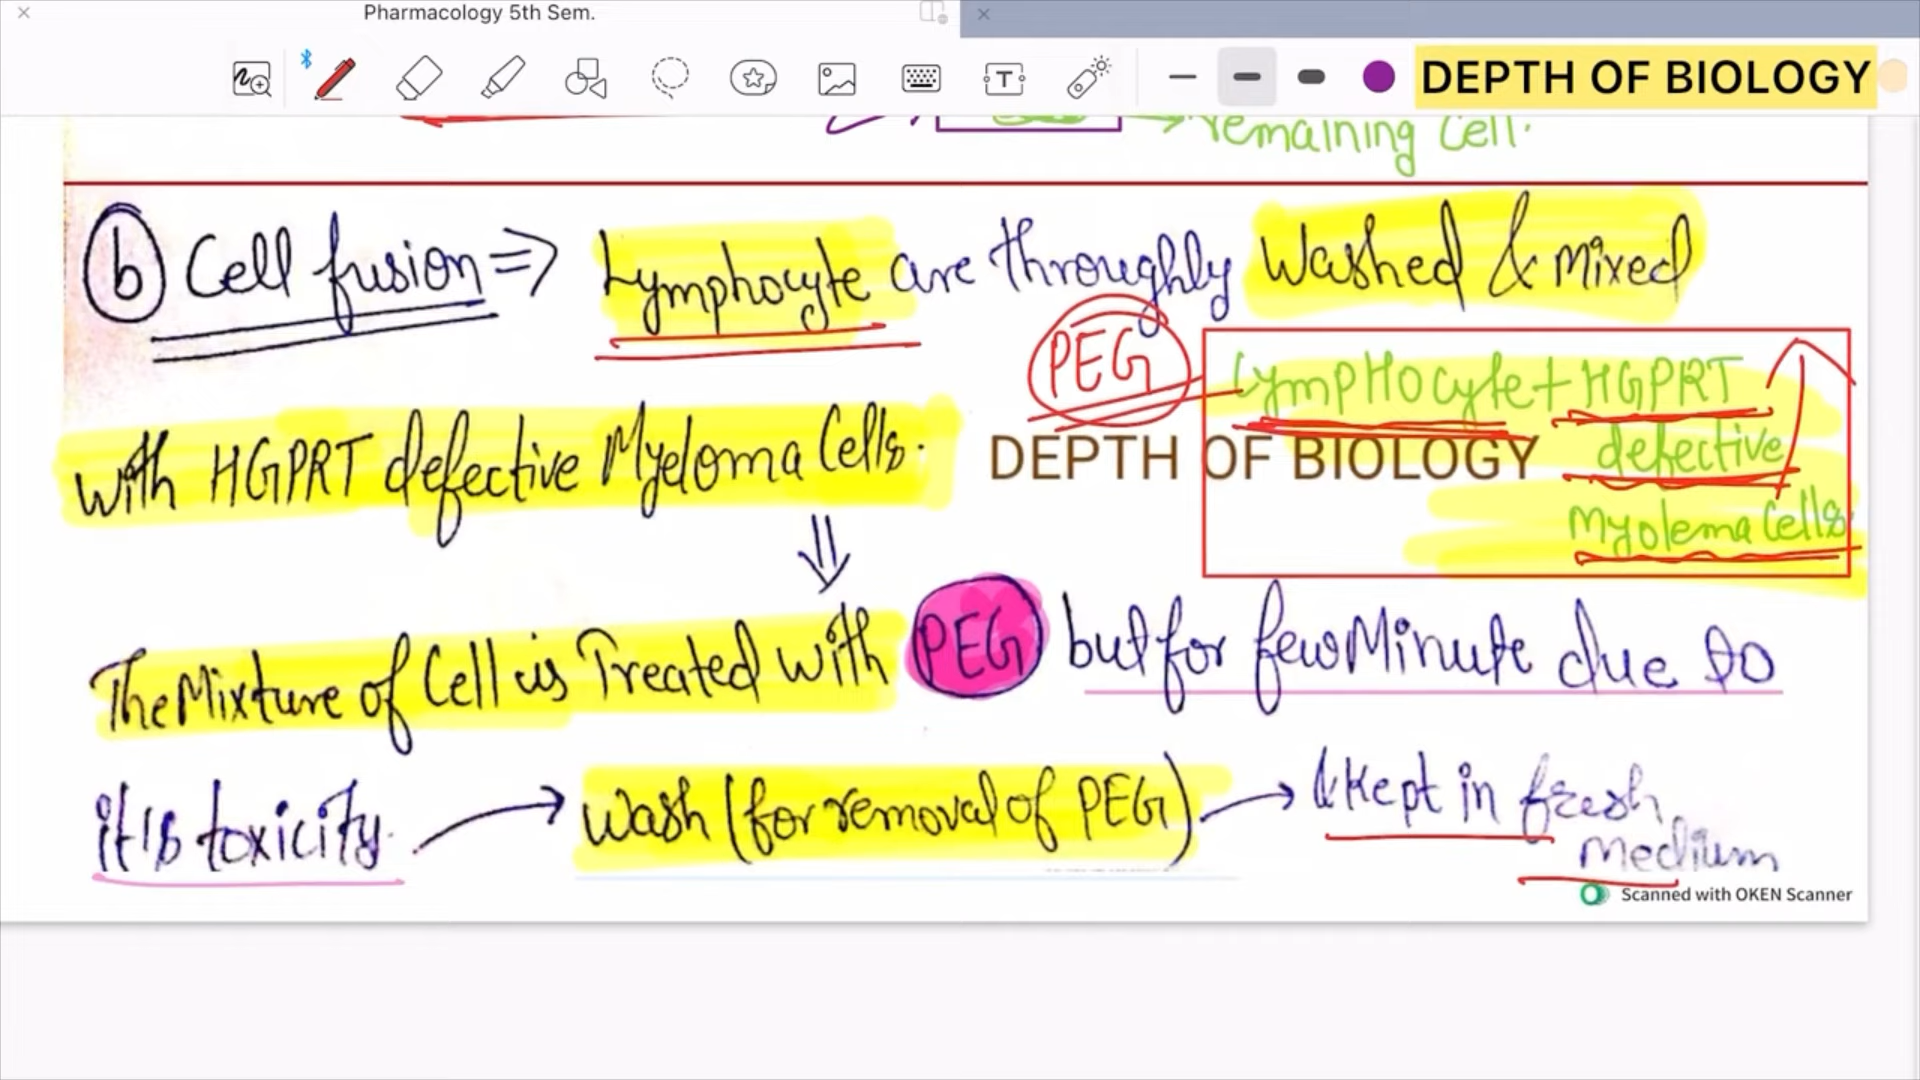 Pharmacology 5th Sem.
DEPTH OF BIOLOGY
remaining Cell.
b Cell fusion => Lymphocyte are throughly Washed & Mixed
PEG
Lymphocyte + HGPRT
defective
Myolema Cells.
with HGPRT defective Myeloma Cells.
DEPTH OF BIOLOGY
The Mixture of Cell is Treated with PEG but for few Minute due to
it's toxicity. → Wash (for removal of PEG) → & Kept in fresh
Medium
Scanned with OKEN Scanner